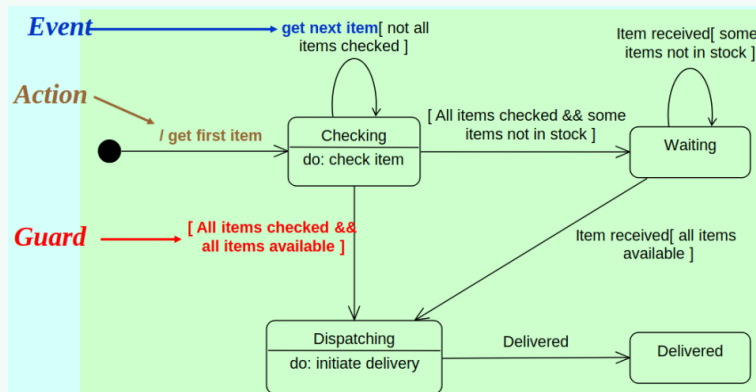 Event
get next item[ not all
items checked ]
Item received[ some
items not in stock ]
Action
/ get first item
[ All items checked && some
items not in stock ]
Checking
do: check item
Waiting
Guard
[ All items checked &&
all items available ]
Item received[ all items
available ]
Dispatching
do: initiate delivery
Delivered
Delivered